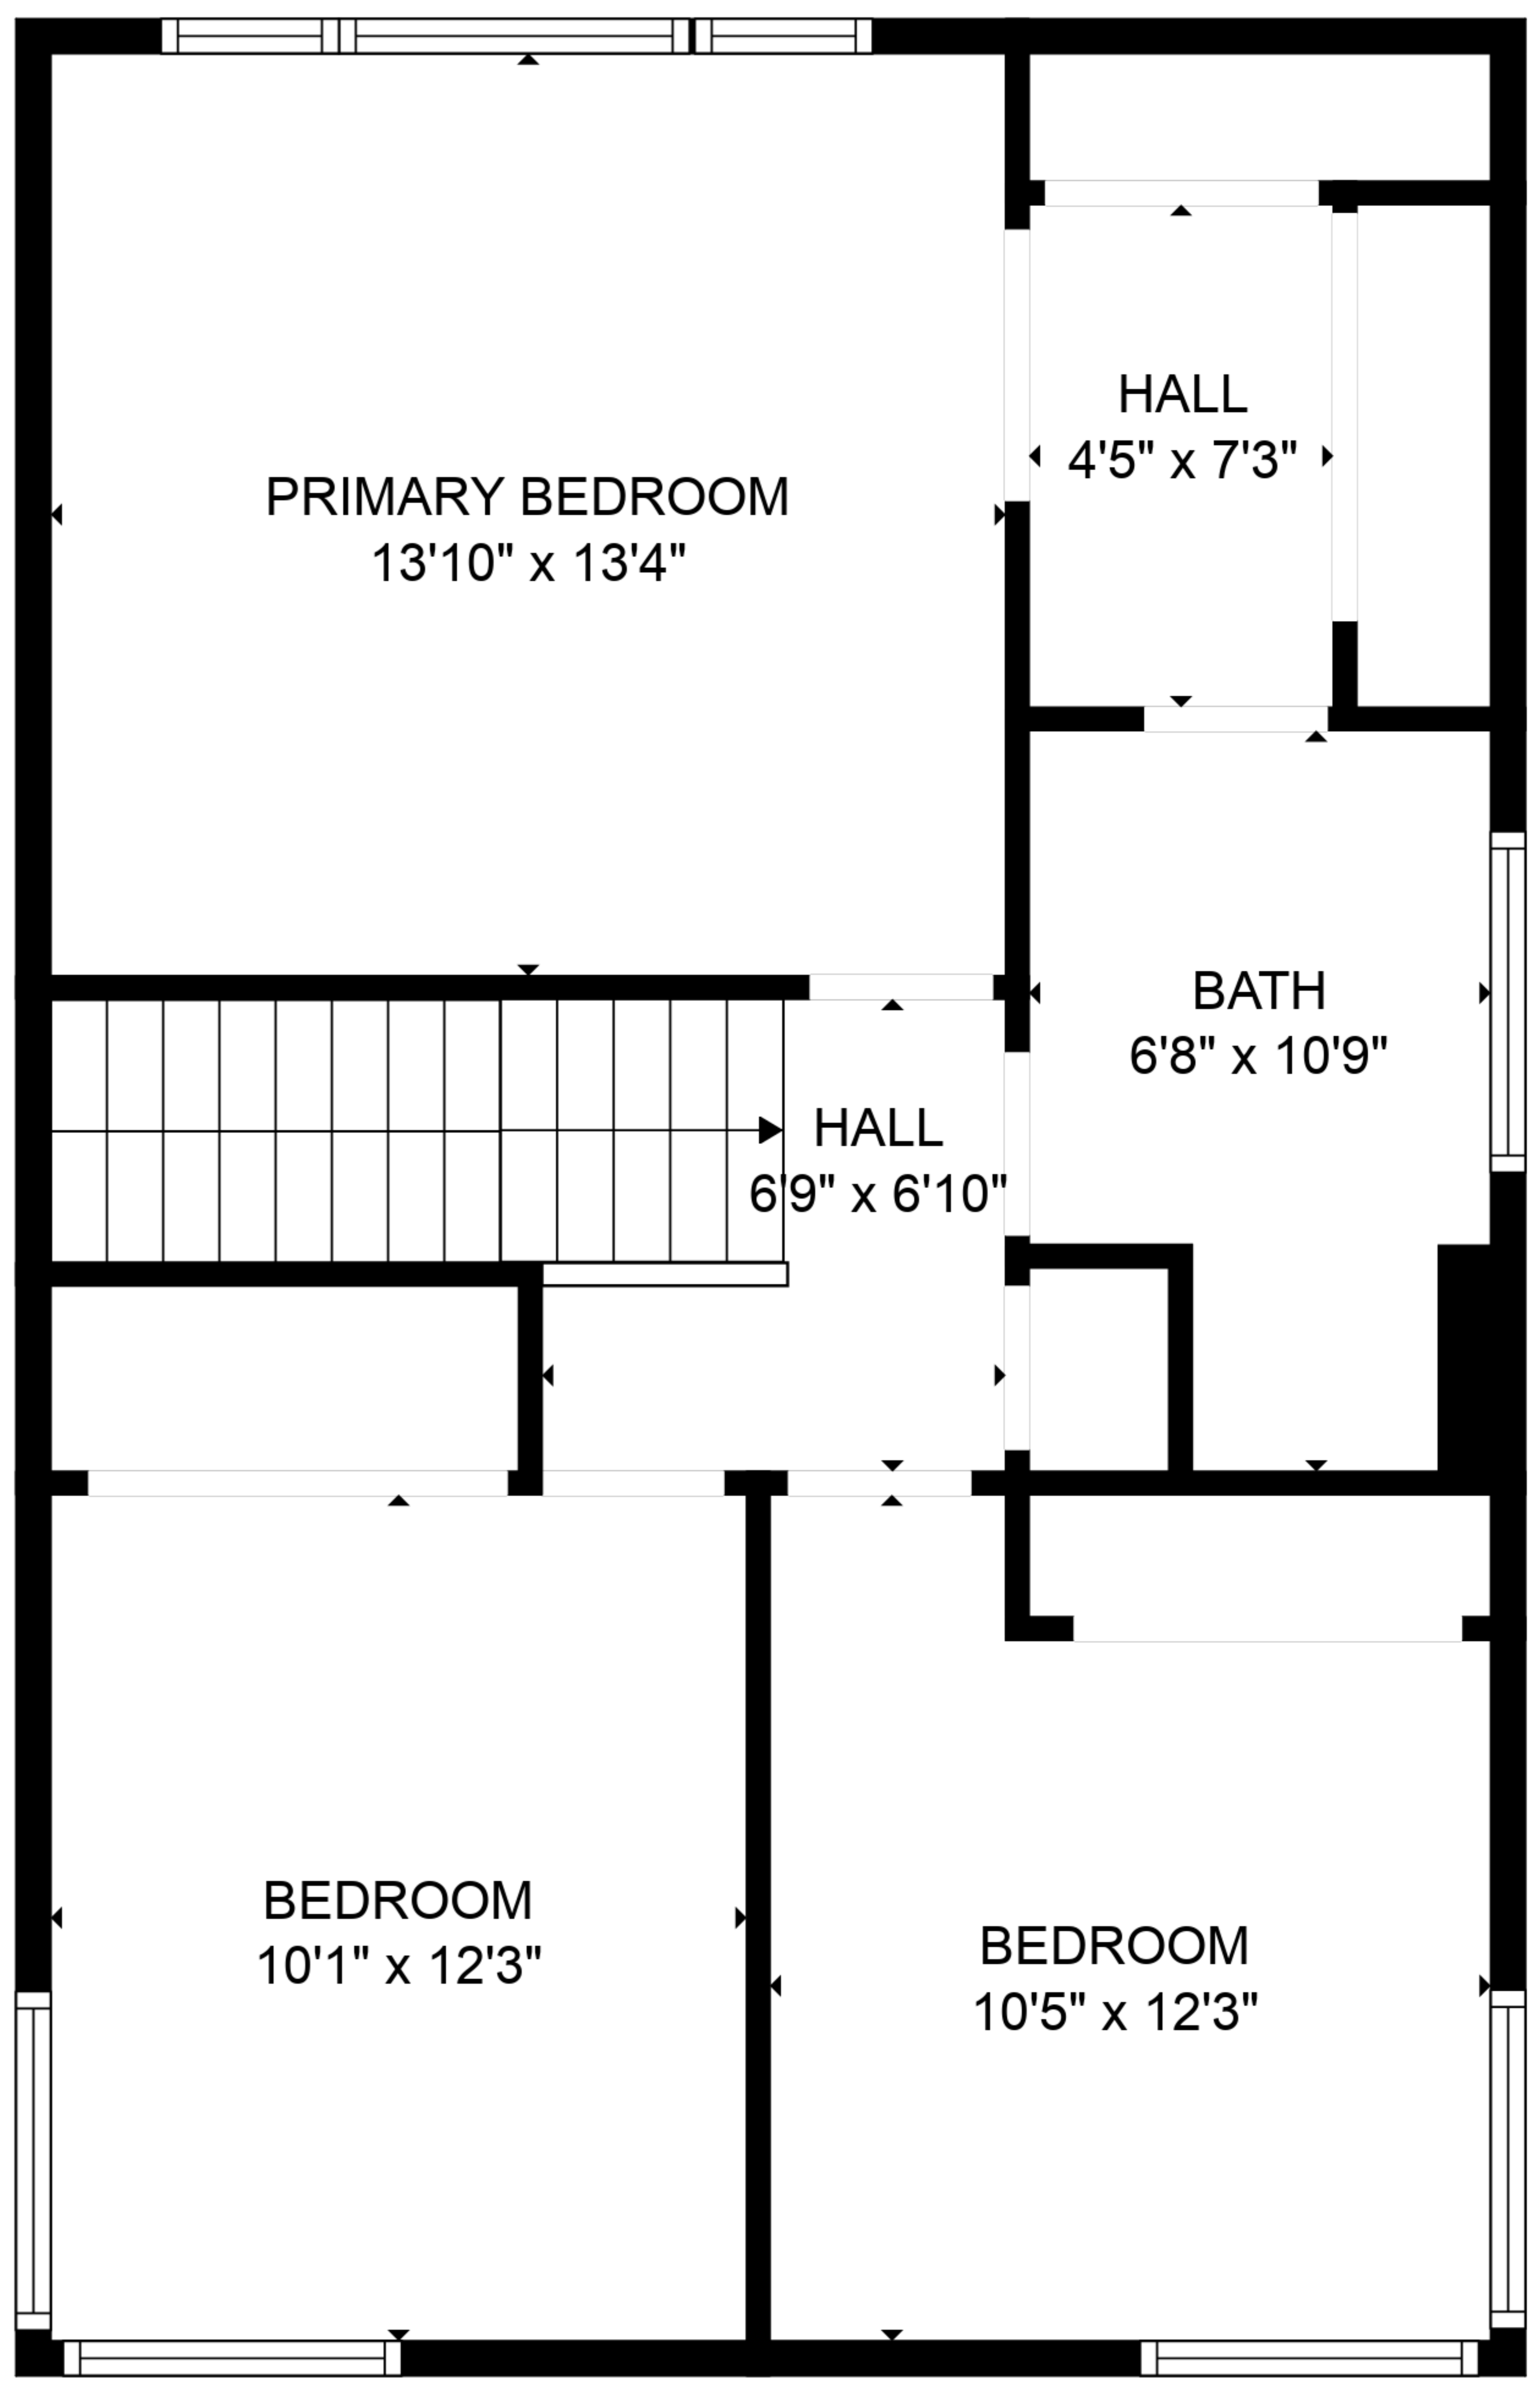 HALL
4'5" x 7'3"
PRIMARY BEDROOM
13'10" x 13'4"
BATH
6'8" x 10'9"
HALL
6'9" x 6'10"
BEDROOM
10'1" x 12'3"
BEDROOM
10'5" x 12'3"